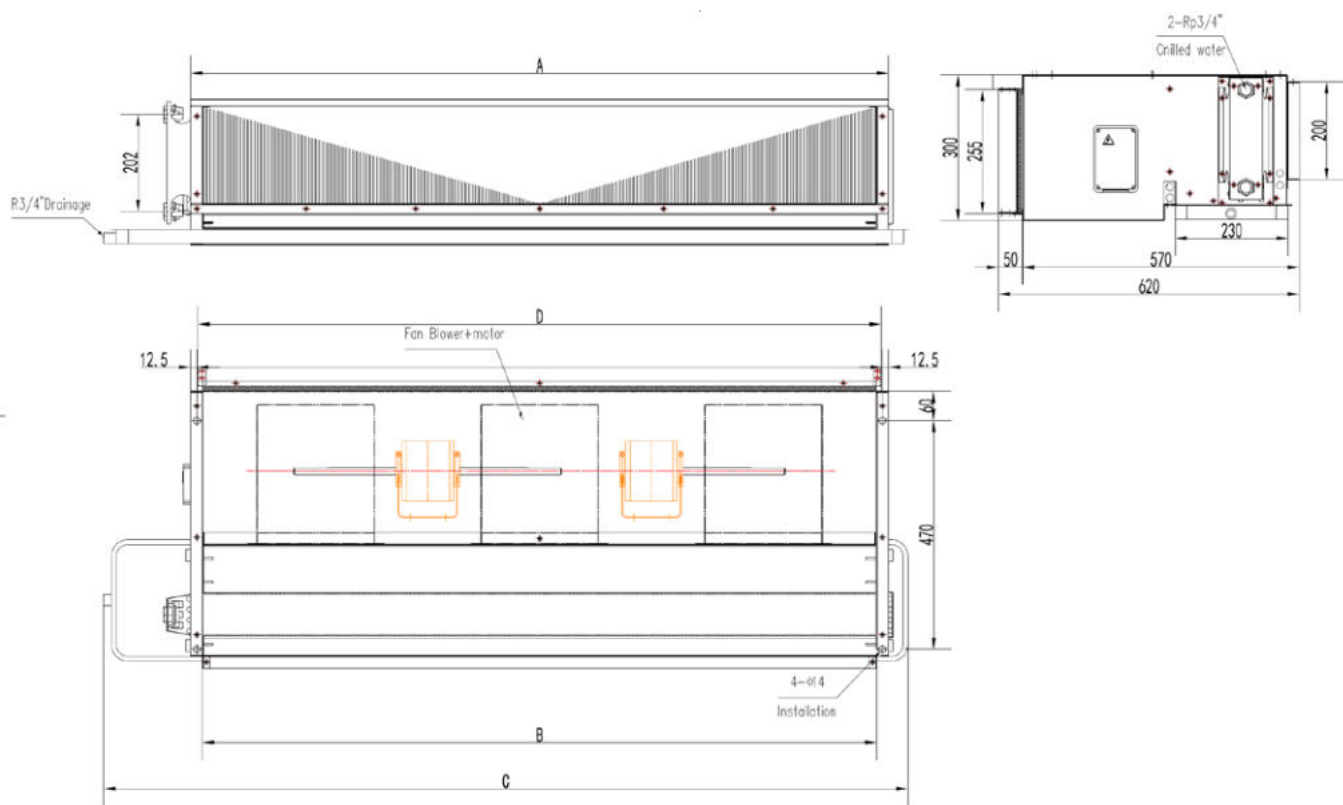 2-Rp3/4"
Cnilled water
A
202
R3/4"Drainage
300
255
200
230
50
570
620
D
Fan Blower+motor
12.5
12.5
60
470
4-Φ14
Installation
B
C